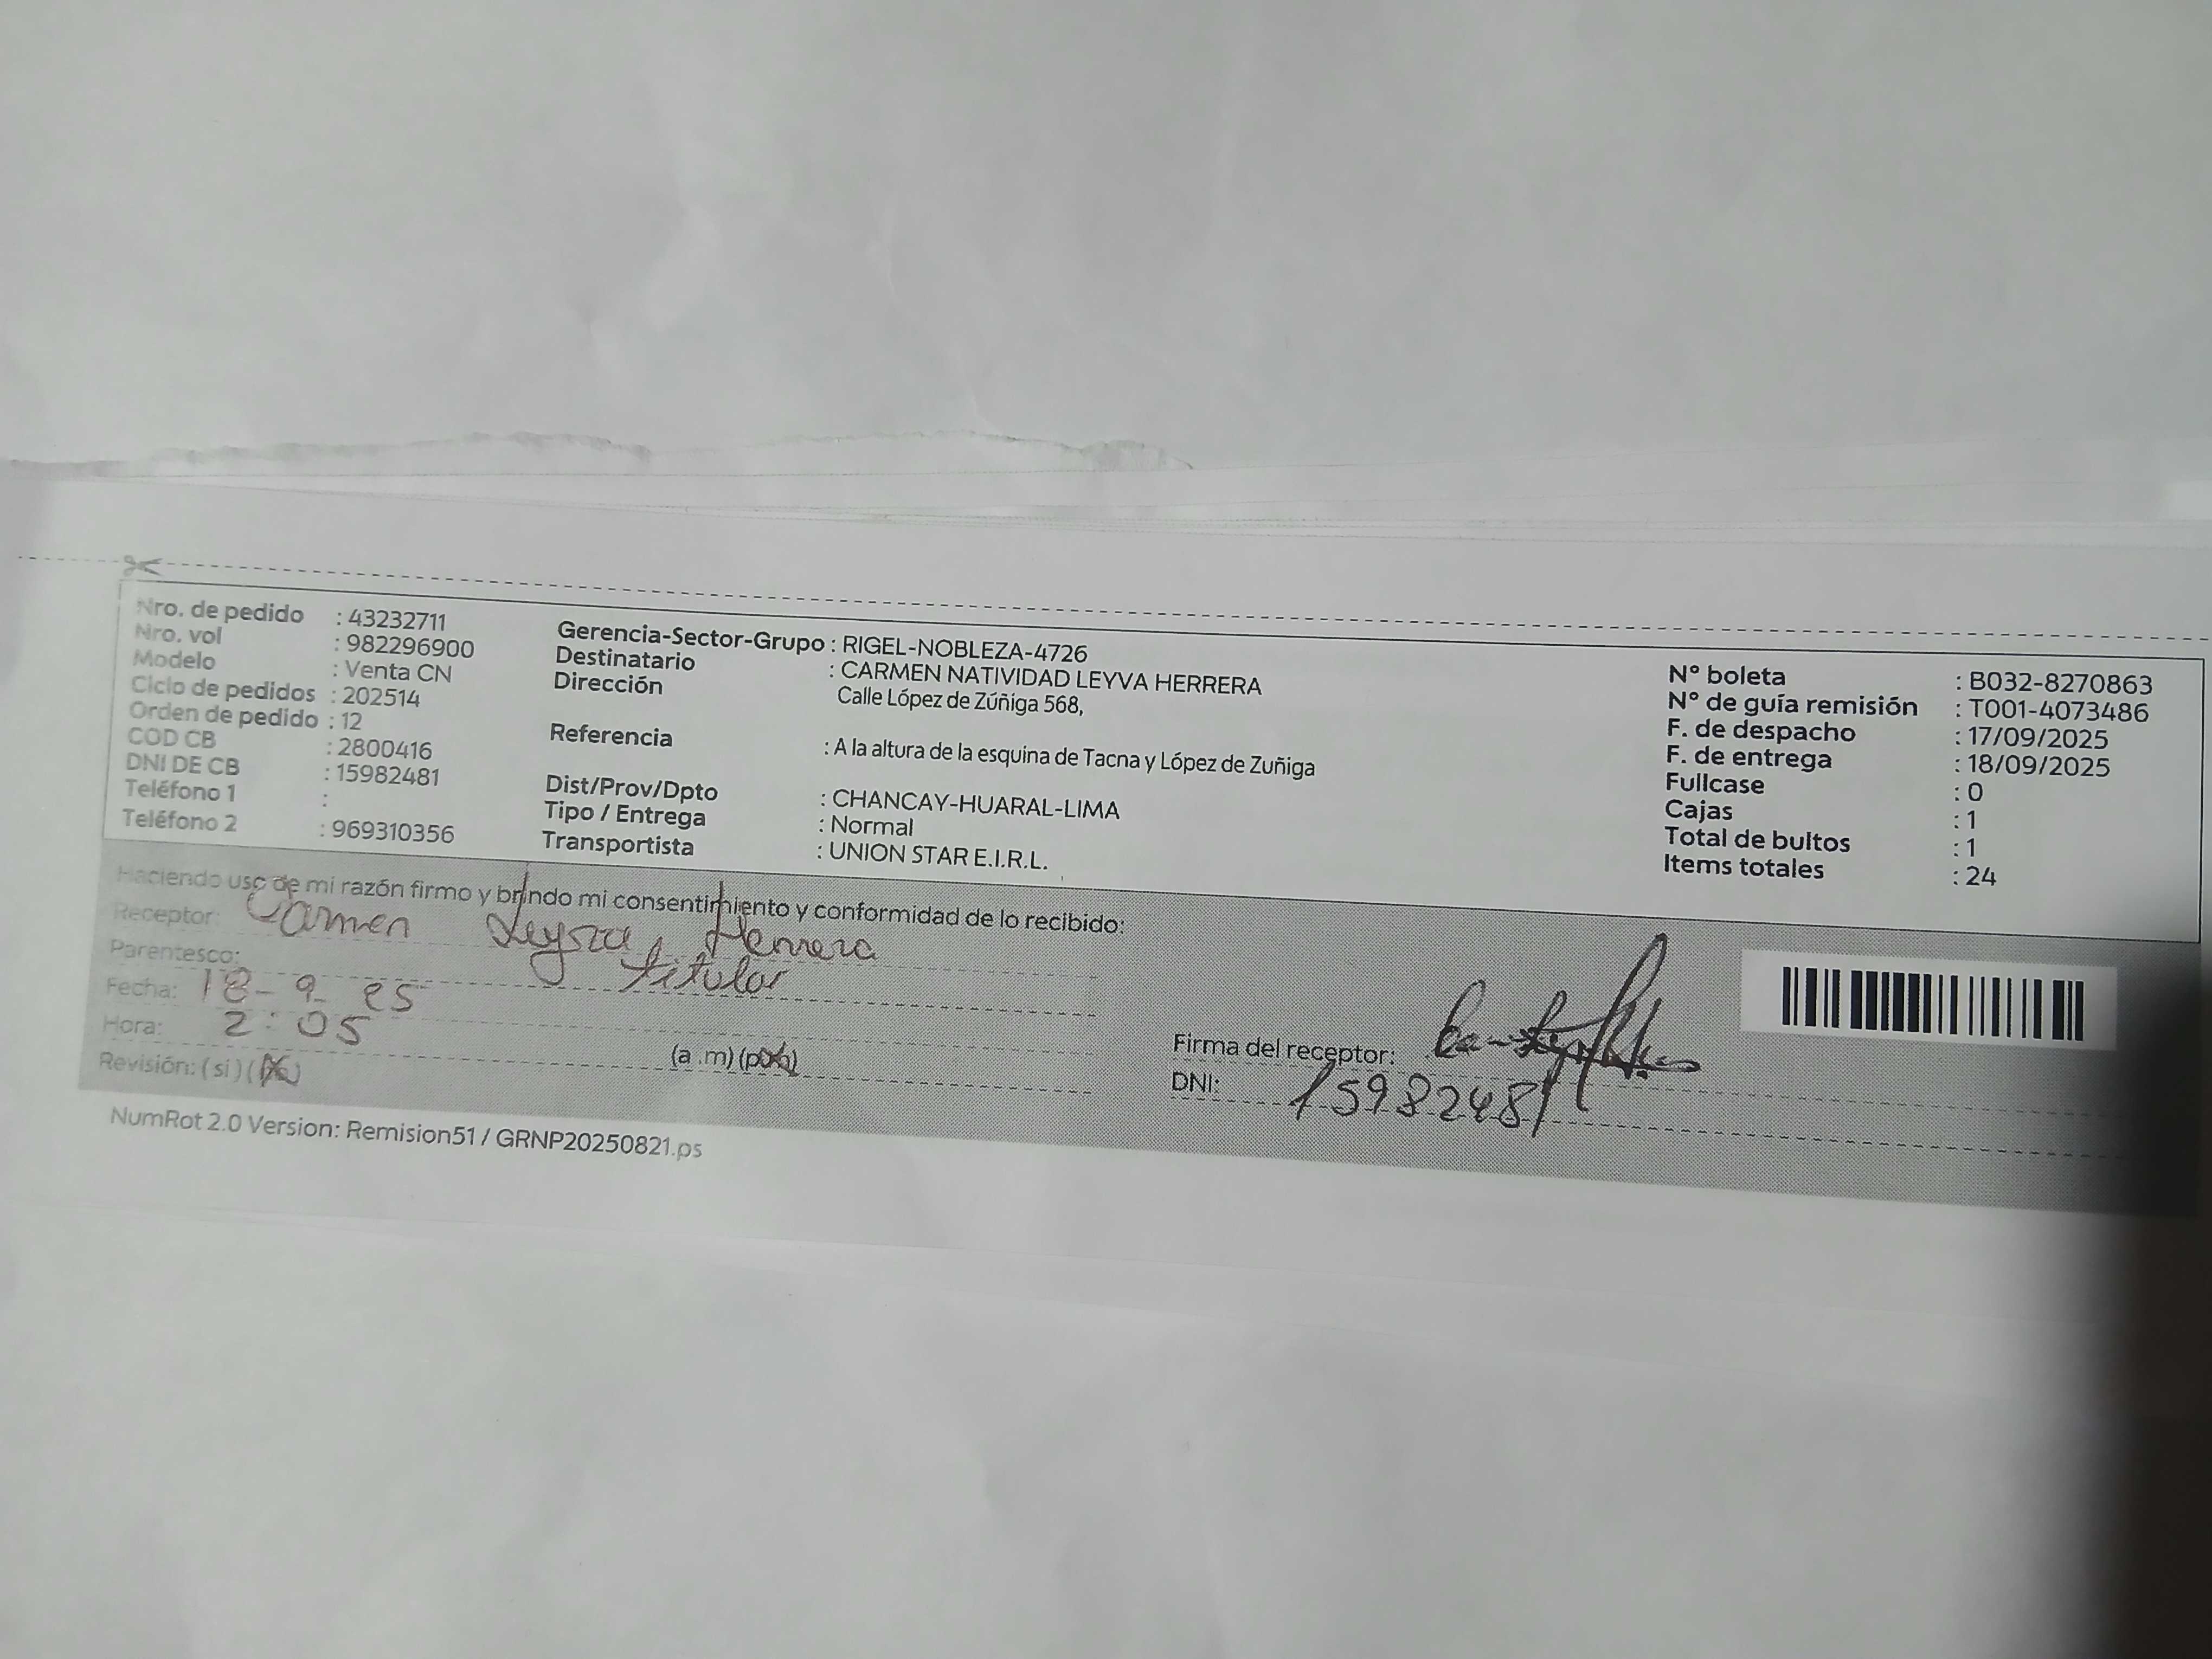 Nro. de pedido : 43232711
Nro. vol : 982296900
Modelo : Venta CN
Ciclo de pedidos : 202514
Orden de pedido : 12
COD CB : 2800416
DNI DE CB : 15982481
Teléfono 1 :
Teléfono 2 : 969310356
Gerencia-Sector-Grupo : RIGEL-NOBLEZA-4726
Destinatario : CARMEN NATIVIDAD LEYVA HERRERA
Dirección Calle López de Zúñiga 568,
Referencia : A la altura de la esquina de Tacna y López de Zuñiga
Dist/Prov/Dpto : CHANCAY-HUARAL-LIMA
Tipo / Entrega : Normal
Transportista : UNION STAR E.I.R.L.
N° boleta : B032-8270863
N° de guía remisión : T001-4073486
F. de despacho : 17/09/2025
F. de entrega : 18/09/2025
Fullcase : 0
Cajas : 1
Total de bultos : 1
Items totales : 24
Haciendo uso de mi razón firmo y brindo mi consentimiento y conformidad de lo recibido:
Receptor: Carmen Leyva Herrera
Parentesco: titular
Fecha: 18-9-25
Hora: 2:05 (a.m) (p.m)
Revisión: (si) (no)
Firma del receptor:
DNI: 15982481
NumRot 2.0 Version: Remision51 / GRNP20250821.ps